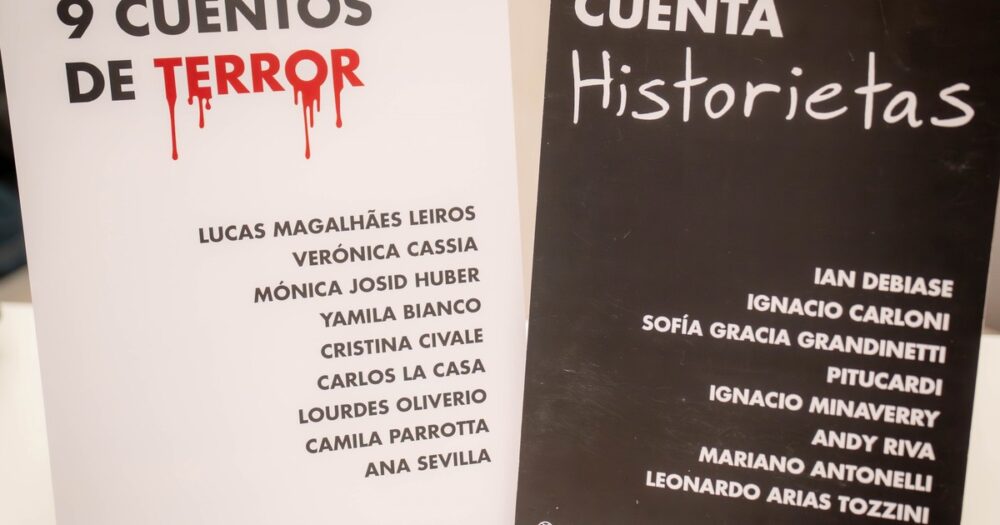 9 CUENTOS
DE TERROR
LUCAS MAGALHÃES LEIROS
VERÓNICA CASSIA
MÓNICA JOSID HUBER
YAMILA BIANCO
CRISTINA CIVALE
CARLOS LA CASA
LOURDES OLIVERIO
CAMILA PARROTTA
ANA SEVILLA
CUENTA
Historietas
IAN DEBIASE
IGNACIO CARLONI
SOFÍA GRACIA GRANDINETTI
PITUCARDI
IGNACIO MINAVERRY
ANDY RIVA
MARIANO ANTONELLI
LEONARDO ARIAS TOZZINI